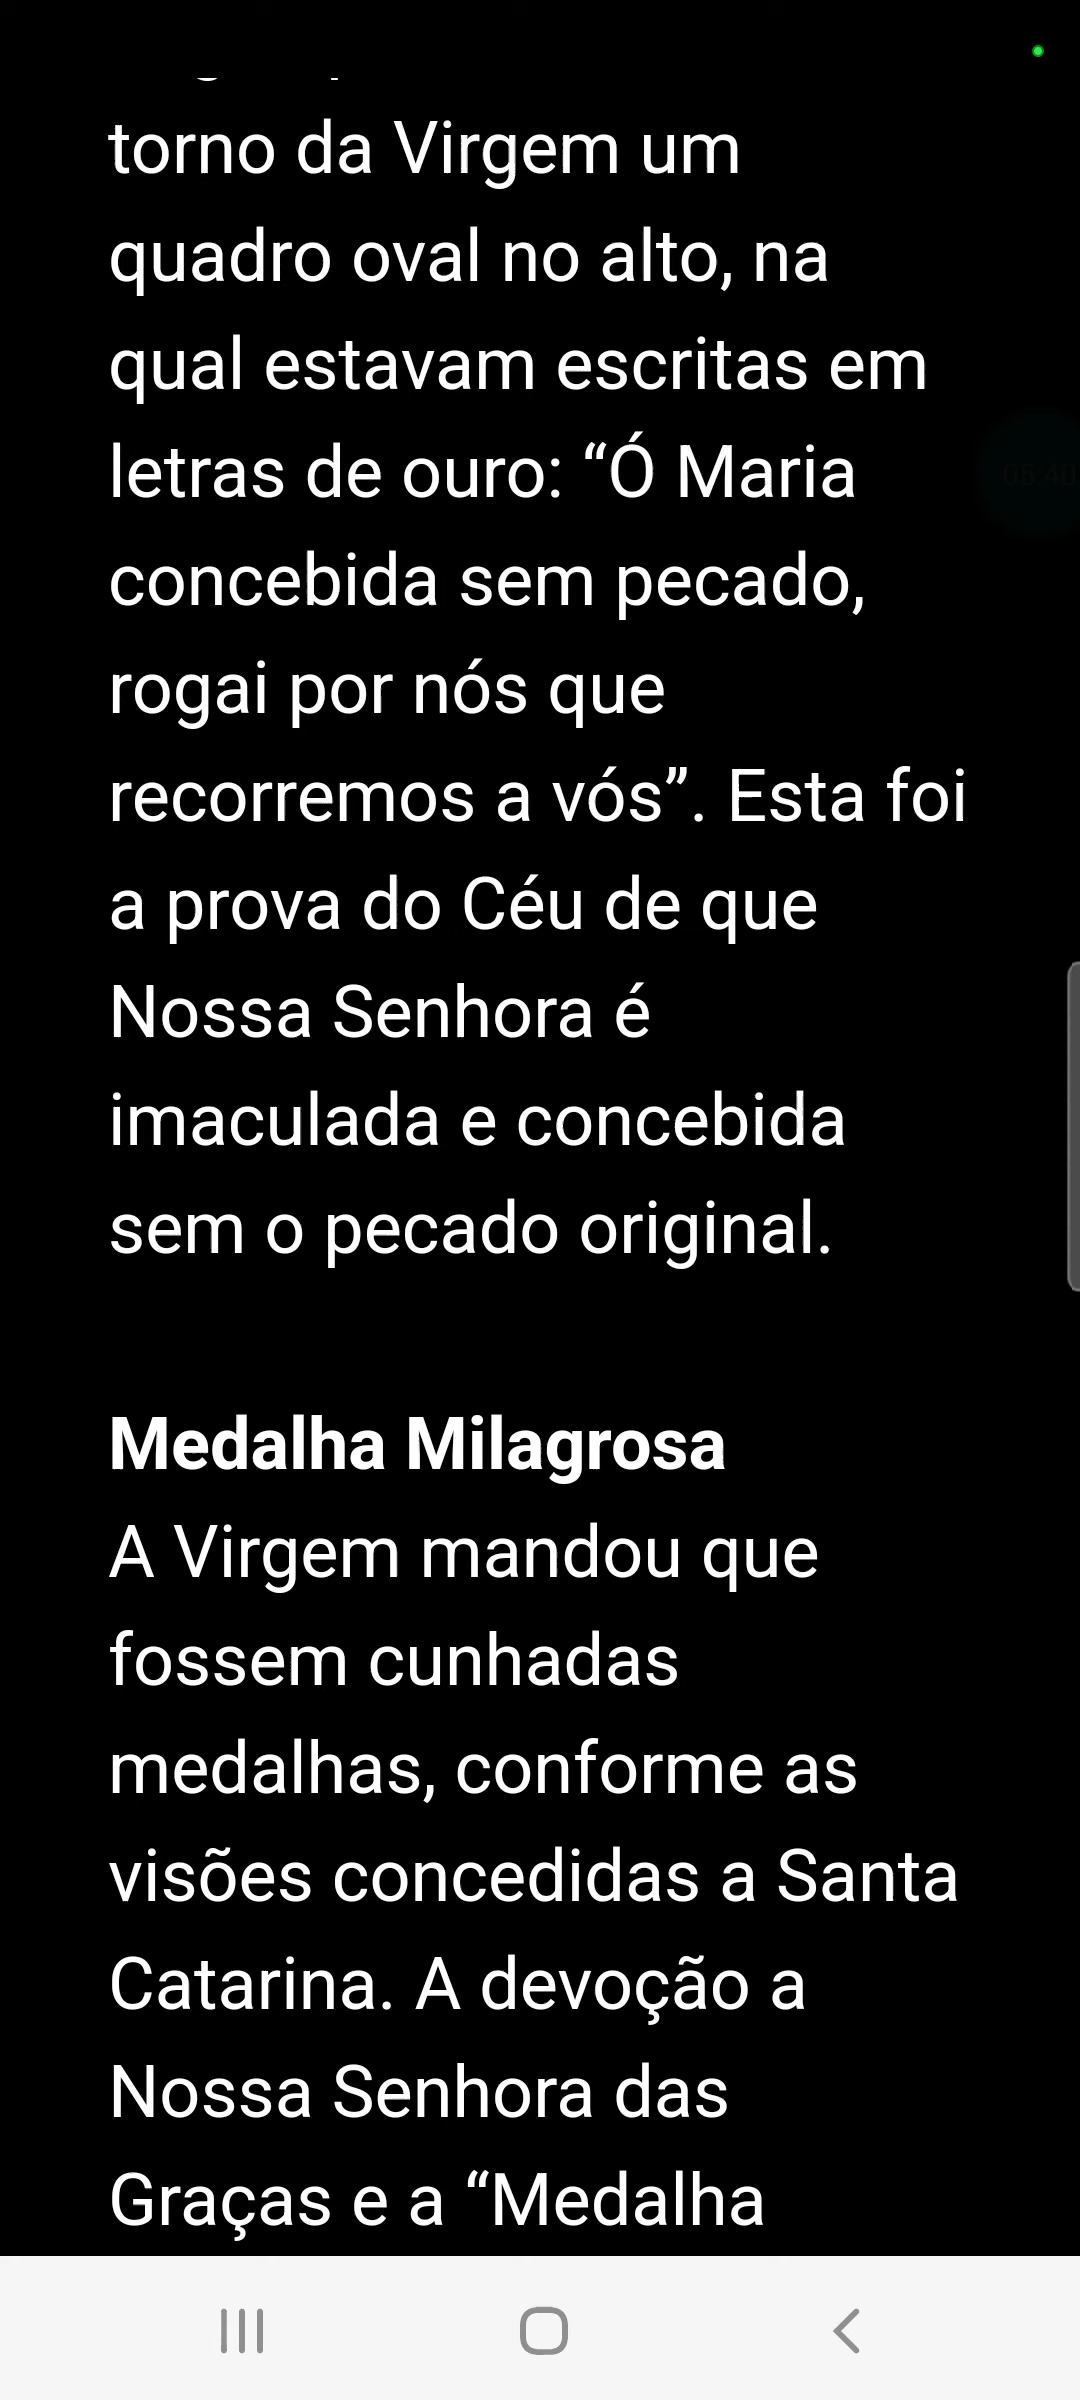 torno da Virgem um
quadro oval no alto, na
qual estavam escritas em
letras de ouro: “Ó Maria
concebida sem pecado,
rogai por nós que
recorremos a vós”. Esta foi
a prova do Céu de que
Nossa Senhora é
imaculada e concebida
sem o pecado original.
Medalha Milagrosa
A Virgem mandou que
fossem cunhadas
medalhas, conforme as
visões concedidas a Santa
Catarina. A devoção a
Nossa Senhora das
Graças e a “Medalha